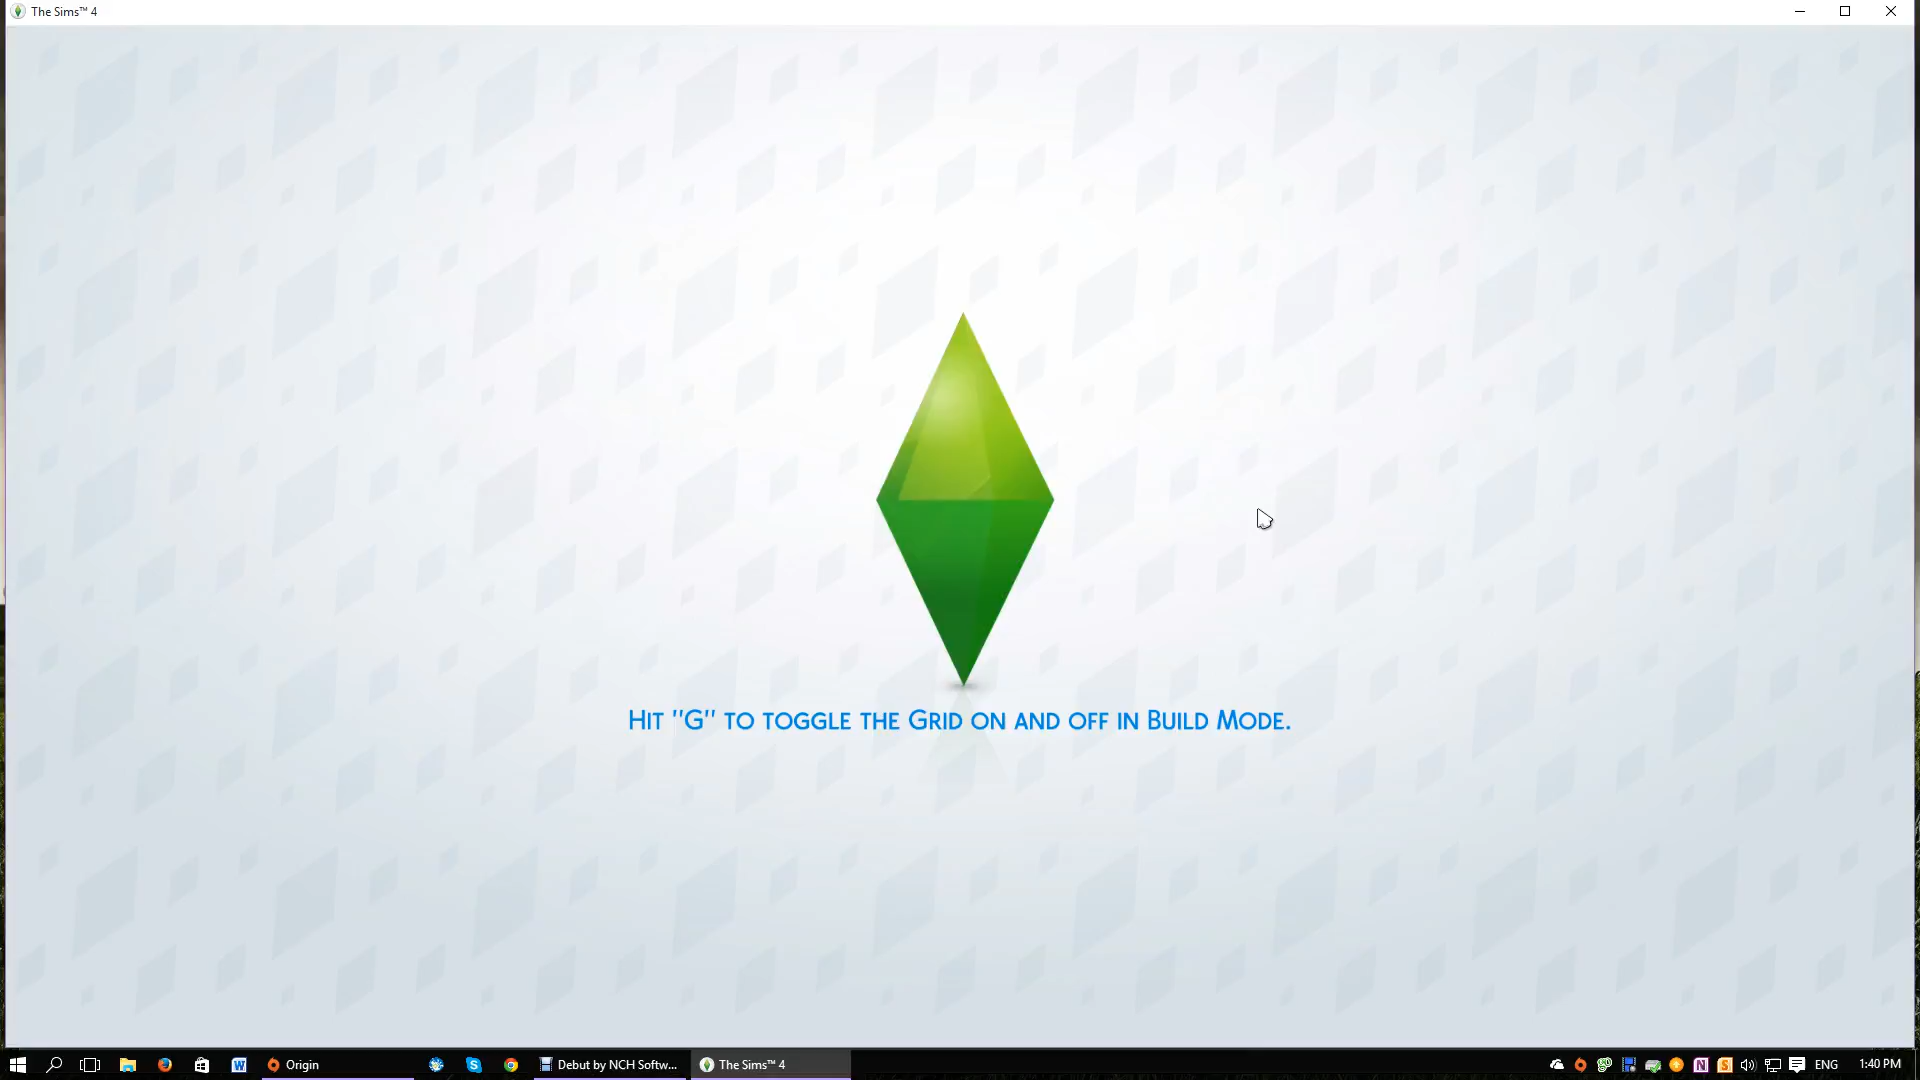 The Sims™ 4
HIT "G" TO TOGGLE THE GRID ON AND OFF IN BUILD MODE.
Origin
Debut by NCH Softw...
The Sims™ 4
ENG
1:40 PM